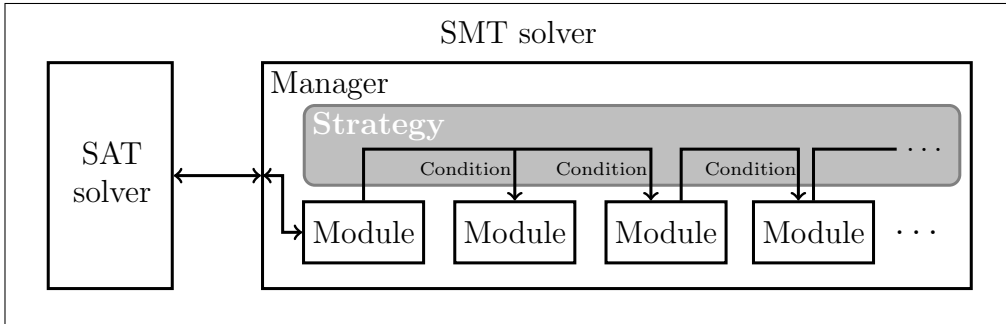 SMT solver
Manager
Strategy
SAT
solver
Condition Condition Condition ...
Module Module Module Module ...